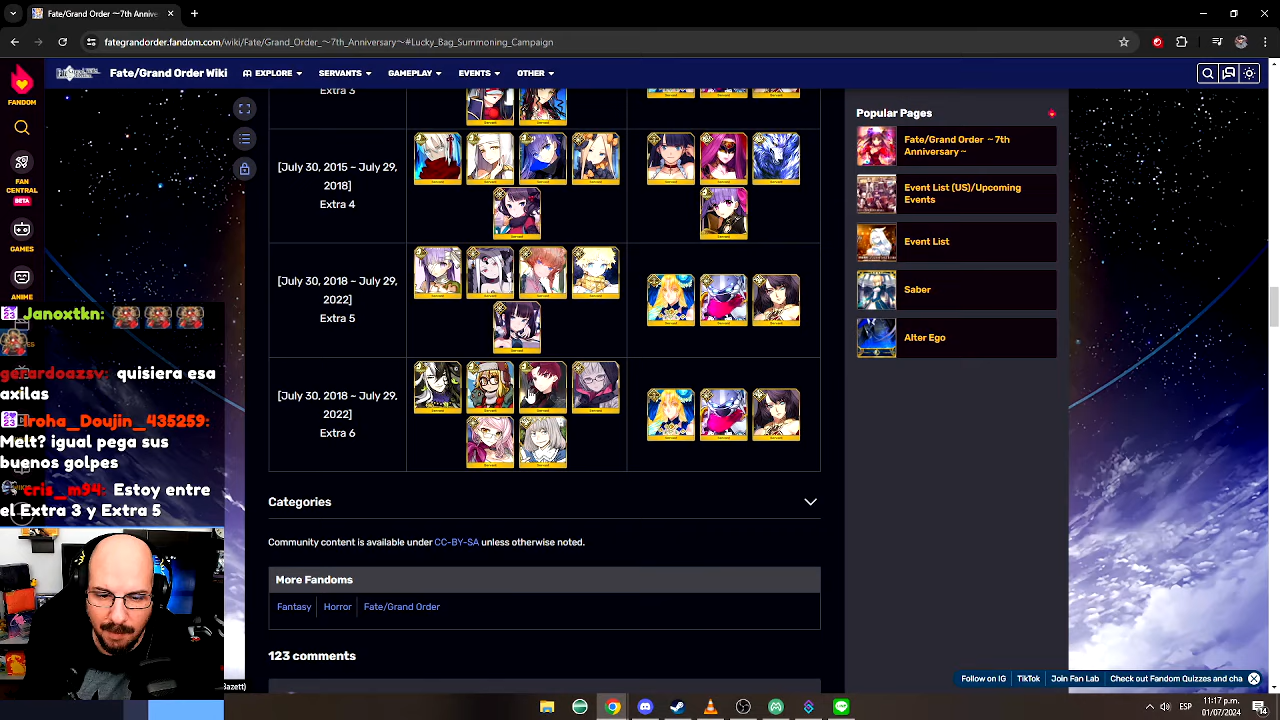 Fate/Grand Order ～7th Annive
fategrandorder.fandom.com/wiki/Fate/Grand_Order_～7th_Anniversary～#Lucky_Bag_Summoning_Campaign
FANDOM
FAN CENTRAL
BETA
GAMES
ANIME
Fate/Grand Order Wiki
EXPLORE
SERVANTS
GAMEPLAY
EVENTS
OTHER
Extra 3
[July 30, 2015 ~ July 29,
2018]
Extra 4
[July 30, 2018 ~ July 29,
2022]
Extra 5
[July 30, 2018 ~ July 29,
2022]
Extra 6
Servant
Categories
Community content is available under CC-BY-SA unless otherwise noted.
More Fandoms
Fantasy
Horror
Fate/Grand Order
123 comments
Popular Pages
Fate/Grand Order ～7th
Anniversary～
Event List (US)/Upcoming
Events
Event List
Saber
Alter Ego
Janoxtkn:
gerardoazsv: quisiera esa
axilas
Iroha_Doujin_435259:
Melt? igual pega sus
buenos golpes
cris_m94: Estoy entre
el Extra 3 y Extra 5
Bazett)
Follow on IG
TikTok
Join Fan Lab
Check out Fandom Quizzes and cha
ESP
11:17 p.m.
01/07/2024